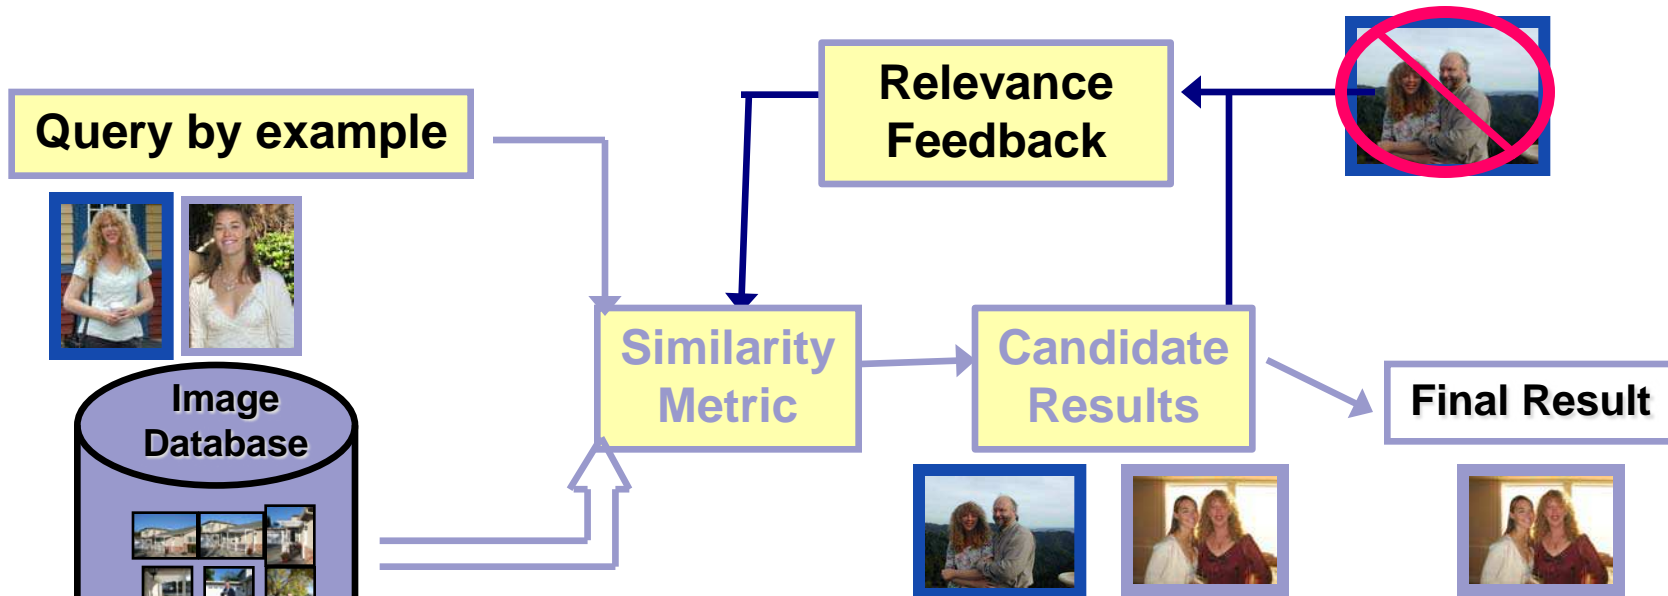 Relevance
Feedback
Query by example
Similarity
Metric
Candidate
Results
Image
Database
Final Result